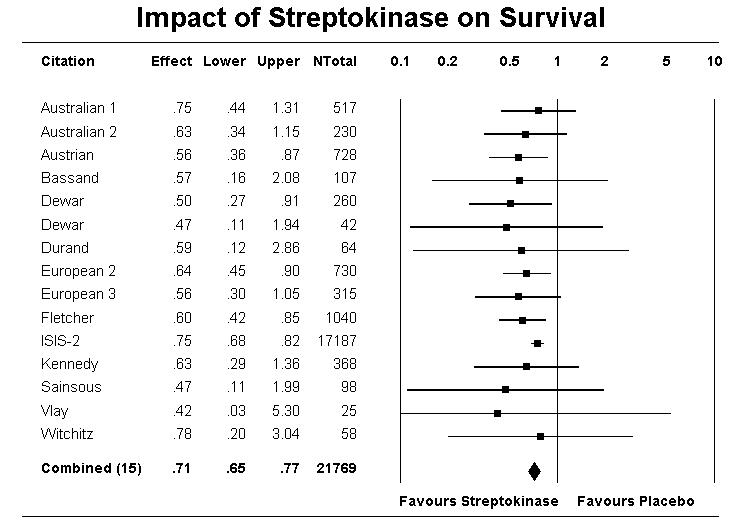 Impact of Streptokinase on Survival
Citation Effect Lower Upper NTotal 0.1 0.2 0.5 1 2 5 10
Australian 1 .75 .44 1.31 517
Australian 2 .63 .34 1.15 230
Austrian .56 .36 .87 728
Bassand .57 .16 2.08 107
Dewar .50 .27 .91 260
Dewar .47 .11 1.94 42
Durand .59 .12 2.86 64
European 2 .64 .45 .90 730
European 3 .56 .30 1.05 315
Fletcher .60 .42 .85 1040
ISIS-2 .75 .68 .82 17187
Kennedy .63 .29 1.36 368
Sainsous .47 .11 1.99 98
Vlay .42 .03 5.30 25
Witchitz .78 .20 3.04 58
Combined (15) .71 .65 .77 21769
Favours Streptokinase Favours Placebo